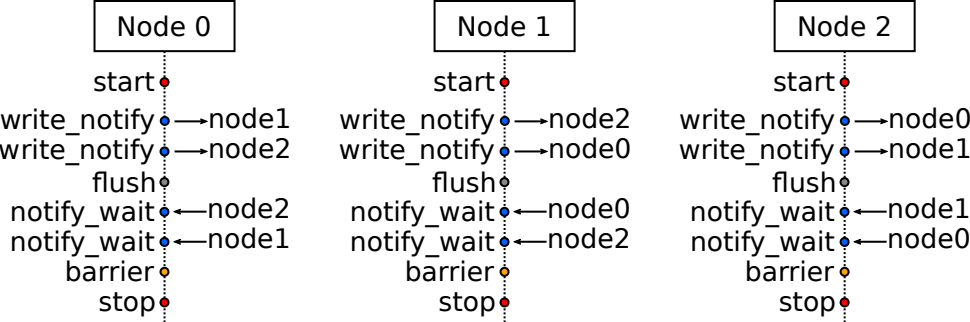 Node 0 Node 1 Node 2
start start start
write_notify node1 write_notify node2 write_notify node0
write_notify node2 write_notify node0 write_notify node1
flush flush flush
notify_wait node2 notify_wait node0 notify_wait node1
notify_wait node1 notify_wait node2 notify_wait node0
barrier barrier barrier
stop stop stop